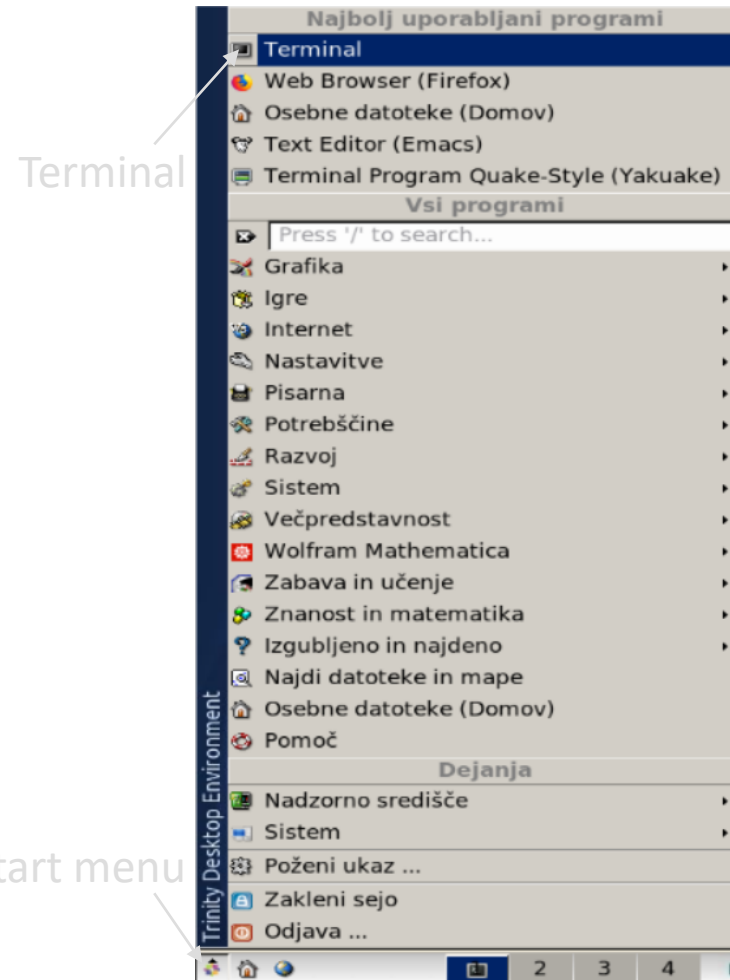 Najbolj uporabljani programi
Terminal
Web Browser (Firefox)
Osebne datoteke (Domov)
Text Editor (Emacs)
Terminal
Terminal Program Quake-Style (Yakuake)
Vsi programi
Press '/' to search...
Grafika
Igre
Internet
Nastavitve
Pisarna
Potrebščine
Razvoj
Sistem
Večpredstavnost
Wolfram Mathematica
Zabava in učenje
Znanost in matematika
Izgubljeno in najdeno
Najdi datoteke in mape
Osebne datoteke (Domov)
Pomoč
Dejanja
Nadzorno središče
Sistem
tart menu
Poženi ukaz ...
Zakleni sejo
Odjava ...
Trinity Desktop Environment
2 3 4